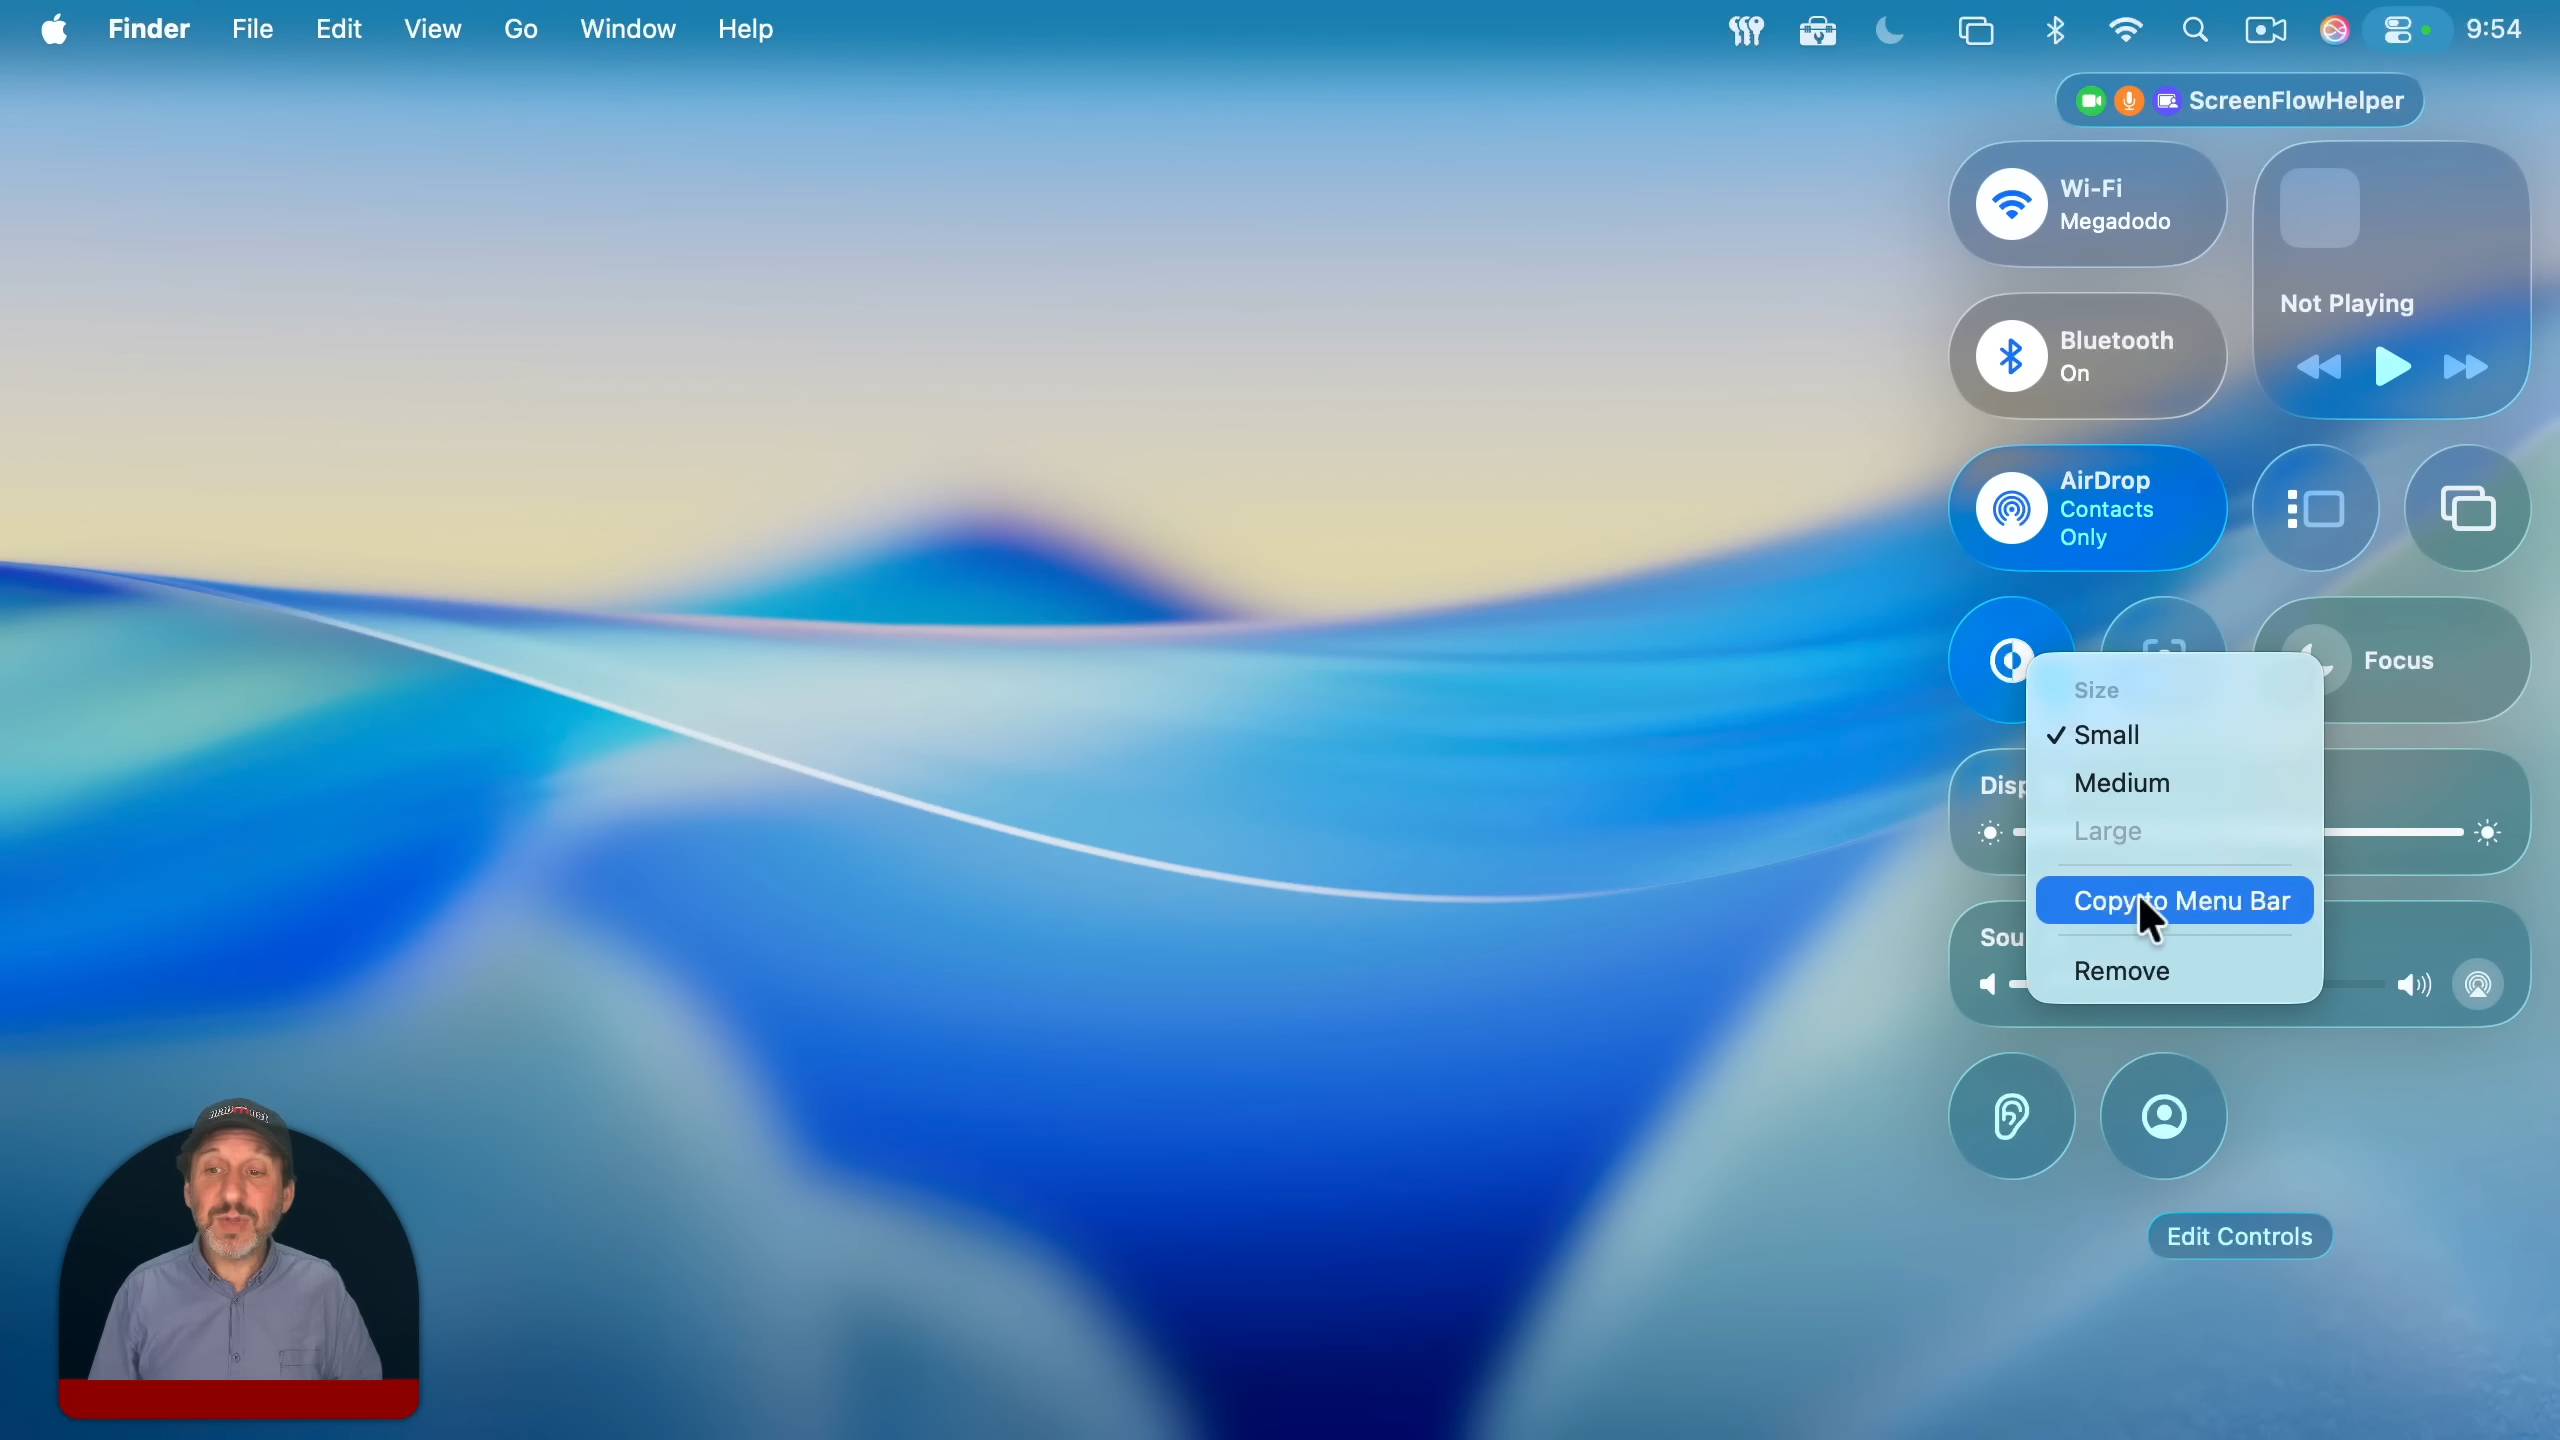 Finder File Edit View Go Window Help 9:54
ScreenFlowHelper
Wi-Fi
Megadodo
Not Playing
Bluetooth
On
AirDrop
Contacts
Only
Focus
Size
Small
Medium
Large
Copy to Menu Bar
Remove
Edit Controls